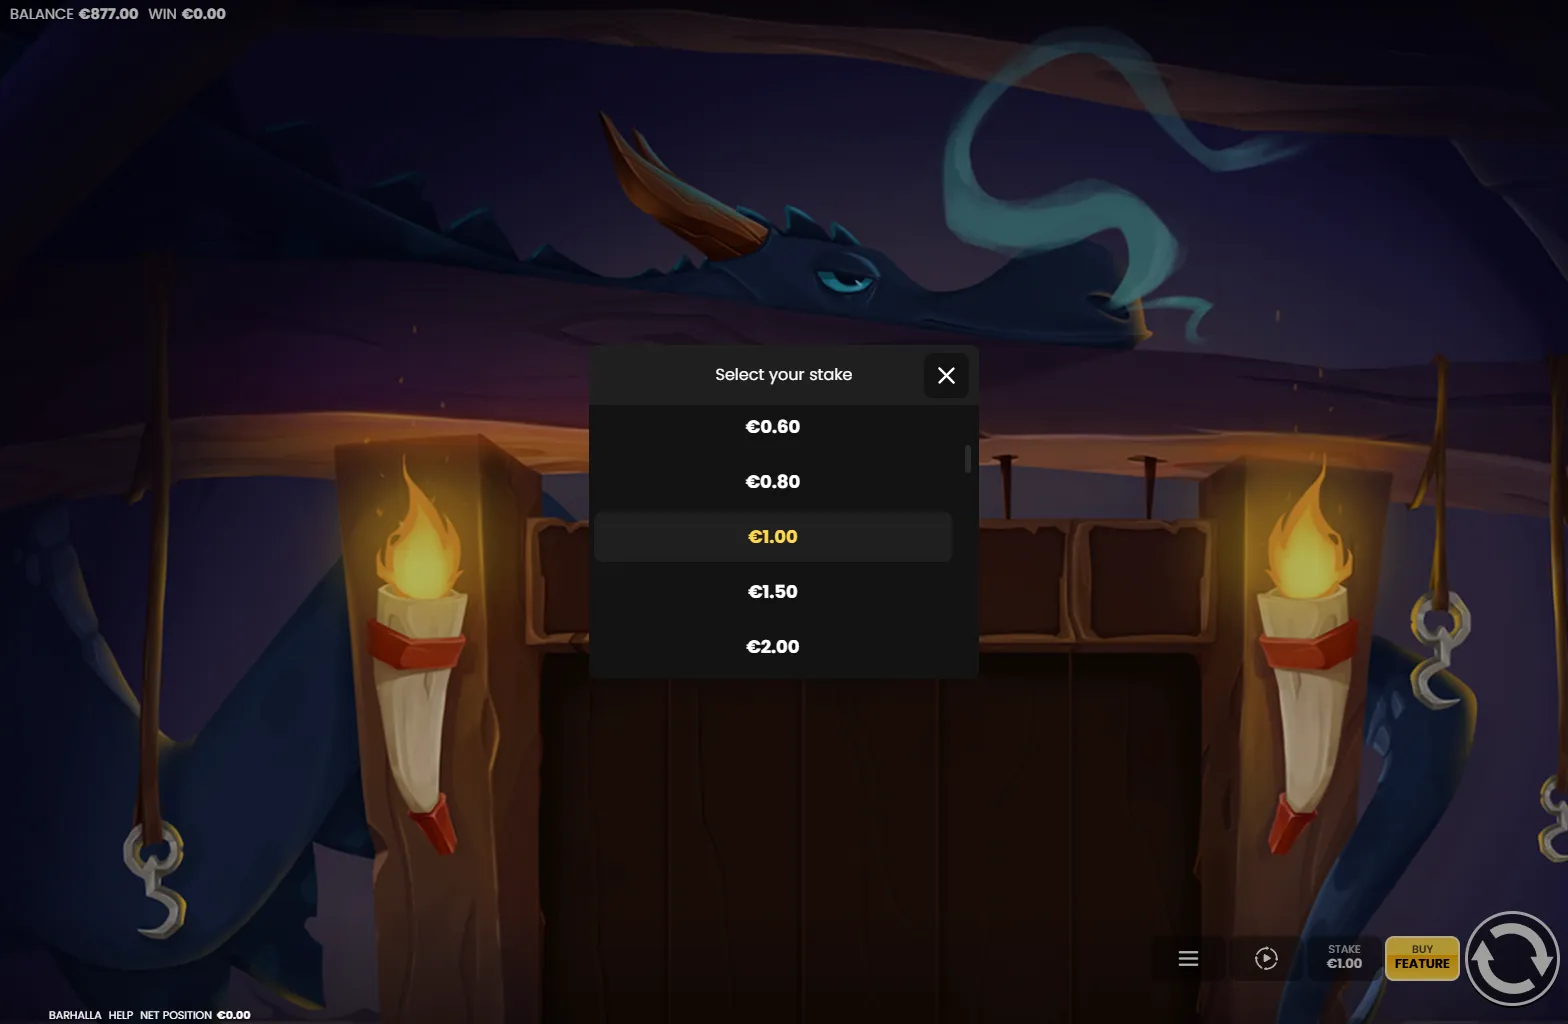 BALANCE €877.00 WIN €0.00
Select your stake
€0.60
€0.80
€1.00
€1.50
€2.00
STAKE
€1.00
BUY
FEATURE
BARHALLA HELP NET POSITION €0.00